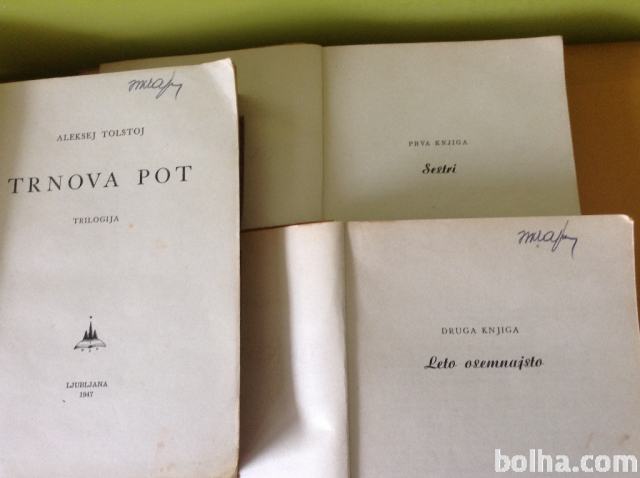 ALEKSEJ TOLSTOJ
TRNOVA POT
TRILOGIJA
LJUBLJANA
1947
PRVA KNJIGA
Sestri
DRUGA KNJIGA
Leto osemnajsto
bolha.com